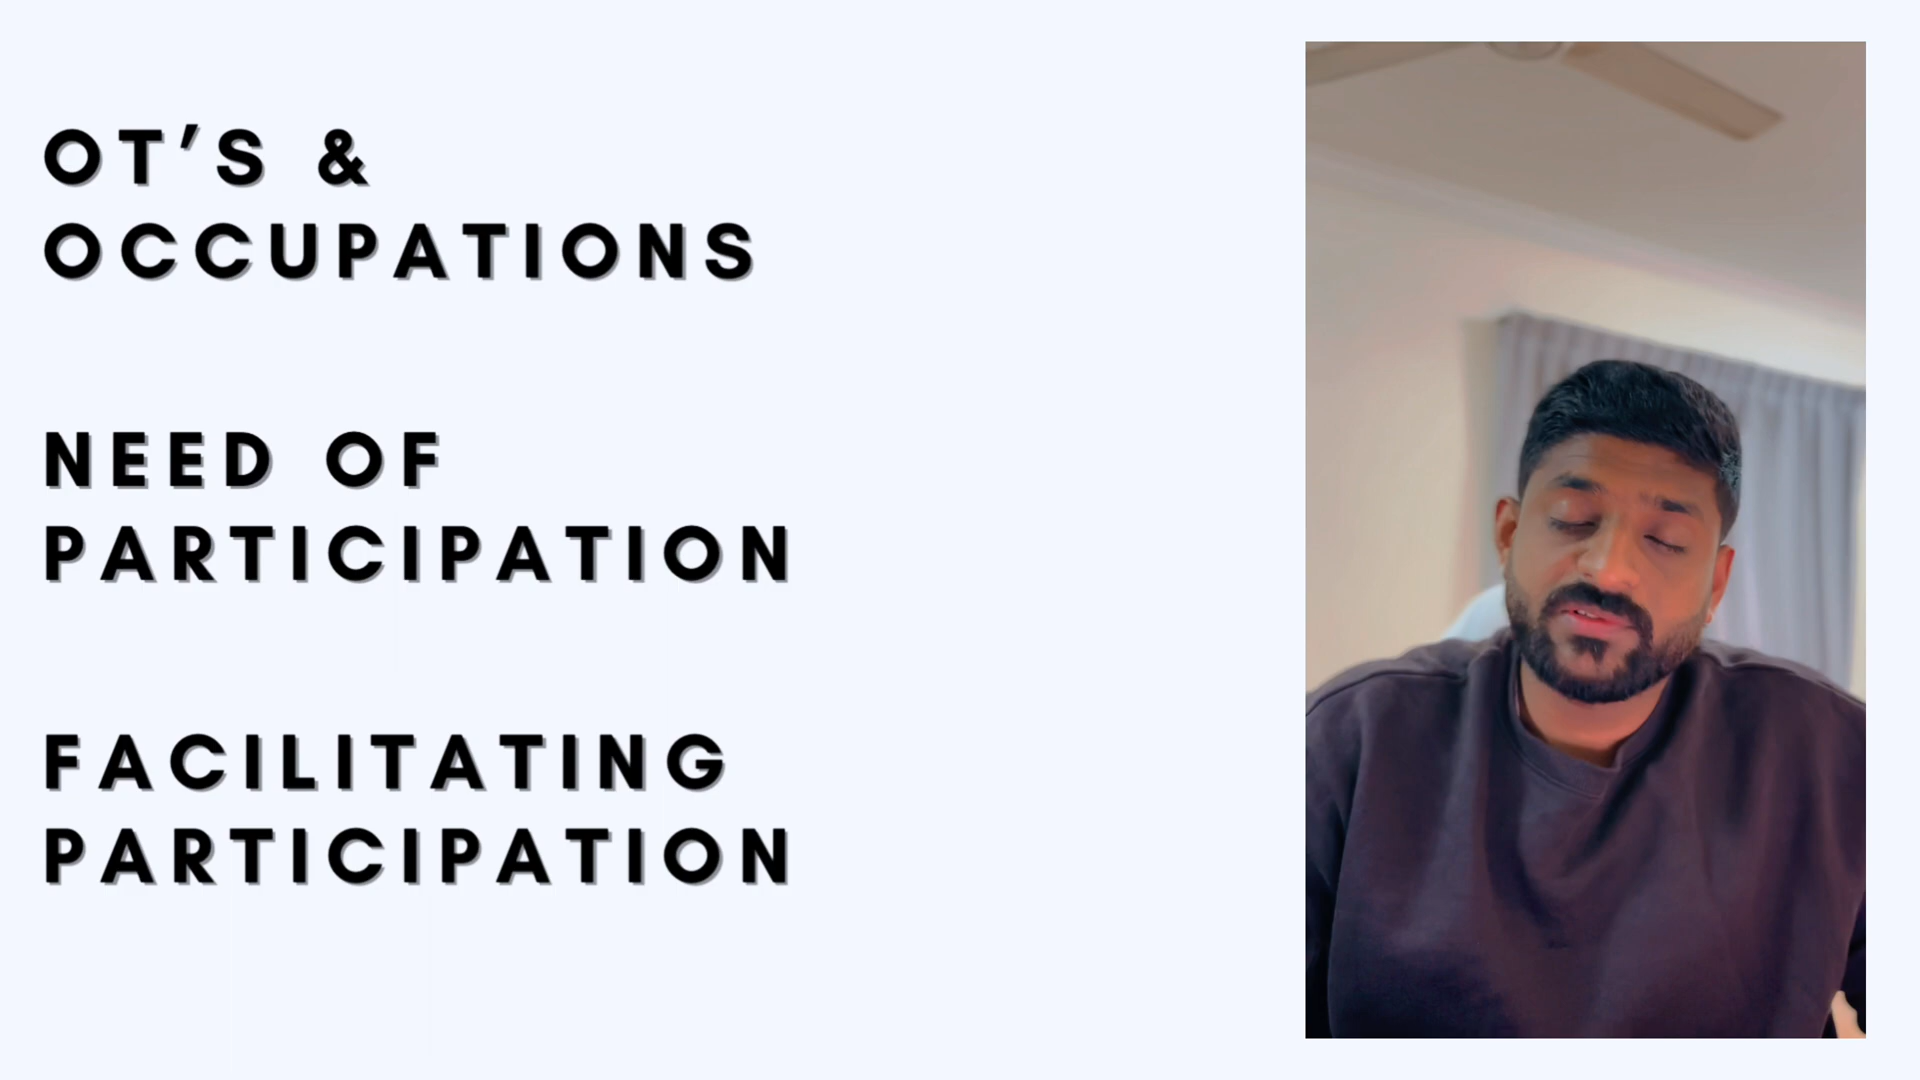 OT’S &
OCCUPATIONS
NEED OF
PARTICIPATION
FACILITATING
PARTICIPATION